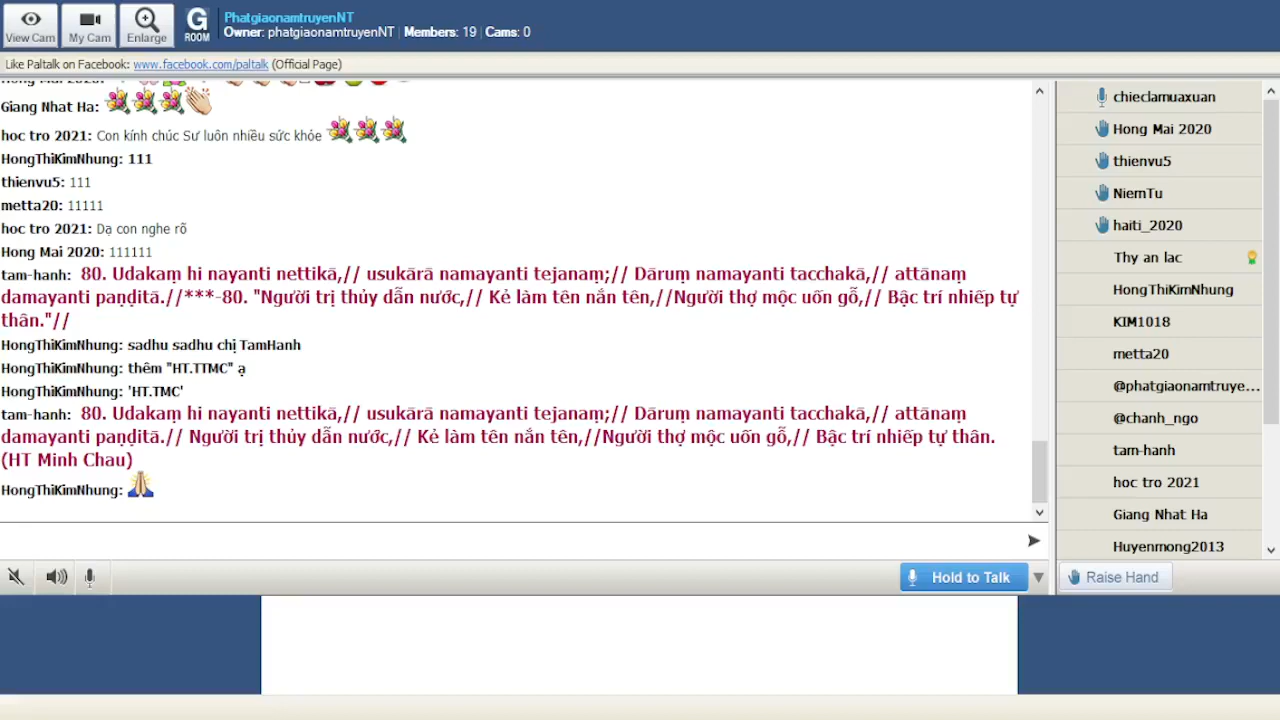 View Cam
My Cam
Enlarge
G
ROOM
PhatgiaonamtruyenNT
Owner: phatgiaonamtruyenNT | Members: 19 | Cams: 0
Like Paltalk on Facebook: www.facebook.com/paltalk (Official Page)
Hong Mai 2020:
Giang Nhat Ha:
hoc tro 2021: Con kính chúc Sư luôn nhiều sức khỏe
HongThiKimNhung: 111
thienvu5: 111
metta20: 11111
hoc tro 2021: Dạ con nghe rõ
Hong Mai 2020: 111111
tam-hanh: 80. Udakaṃ hi nayanti nettikā,// usukārā namayanti tejanaṃ;// Dāruṃ namayanti tacchakā,// attānaṃ
damayanti paṇḍitā.//***-80. "Người trị thủy dẫn nước,// Kẻ làm tên nắn tên,//Người thợ mộc uốn gỗ,// Bậc trí nhiếp tự
thân."//
HongThiKimNhung: sadhu sadhu chị TamHanh
HongThiKimNhung: thêm "HT.TTMC" ạ
HongThiKimNhung: 'HT.TMC'
tam-hanh: 80. Udakaṃ hi nayanti nettikā,// usukārā namayanti tejanaṃ;// Dāruṃ namayanti tacchakā,// attānaṃ
damayanti paṇḍitā.// Người trị thủy dẫn nước,// Kẻ làm tên nắn tên,//Người thợ mộc uốn gỗ,// Bậc trí nhiếp tự thân.
(HT Minh Chau)
HongThiKimNhung:
Hold to Talk
chieclamuaxuan
Hong Mai 2020
thienvu5
NiemTu
haiti_2020
Thy an lac
HongThiKimNhung
KIM1018
metta20
@phatgiaonamtruye...
@chanh_ngo
tam-hanh
hoc tro 2021
Giang Nhat Ha
Huyenmong2013
Raise Hand